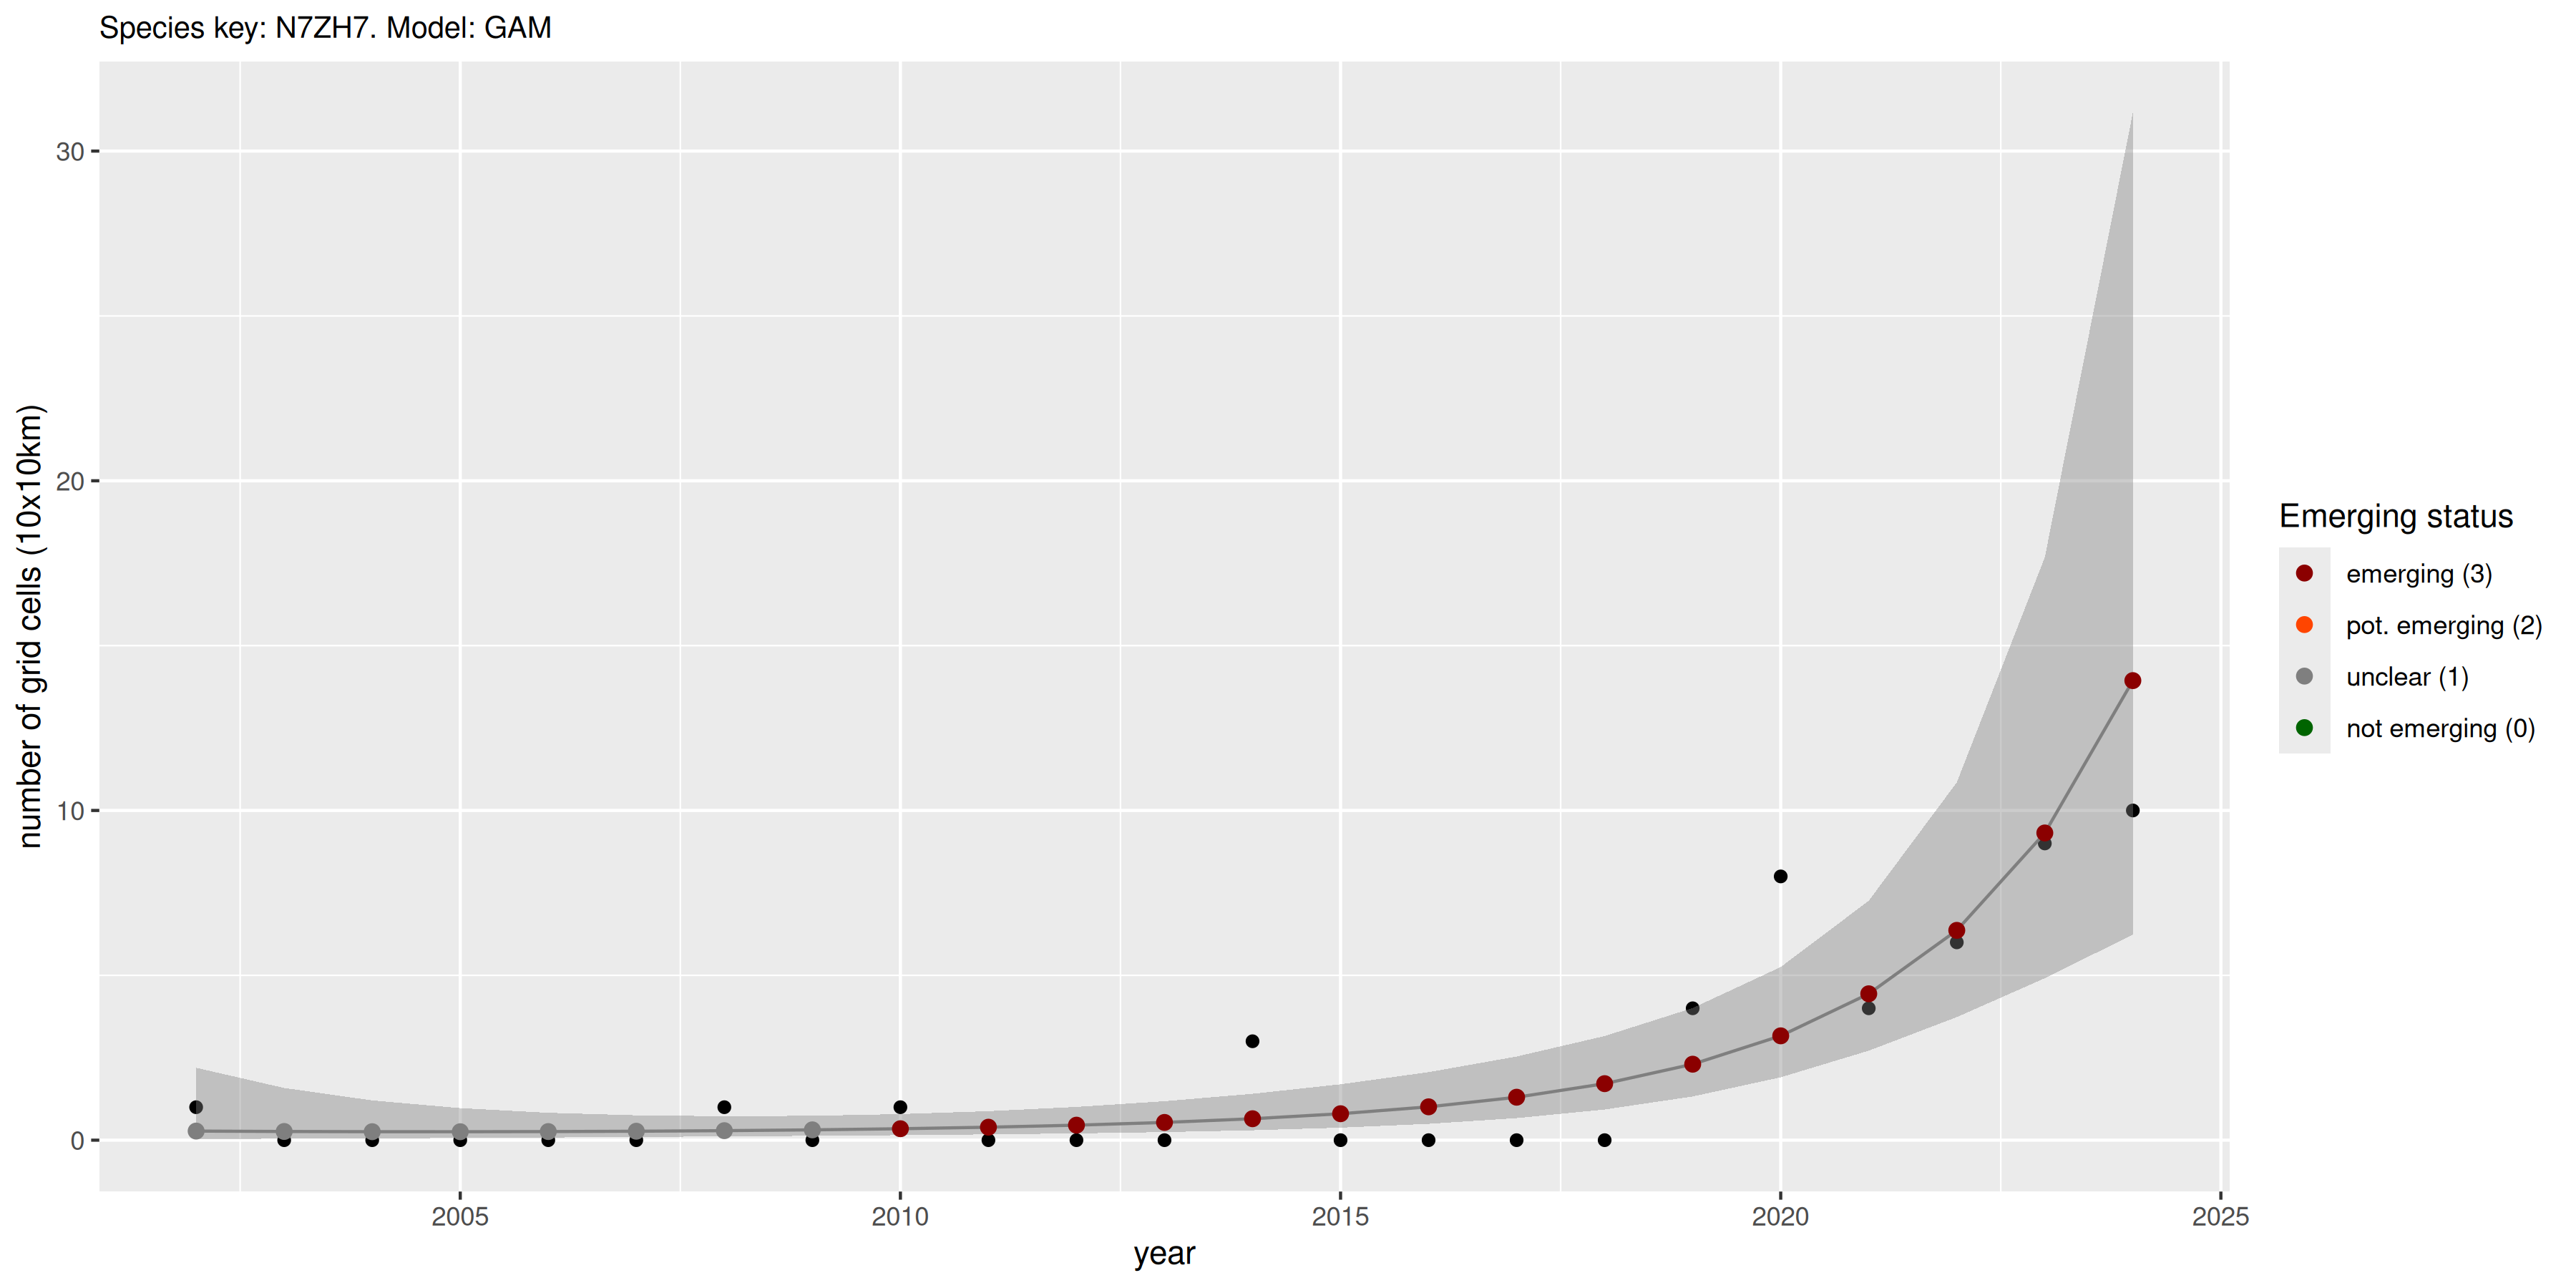 Species key: N7ZH7. Model: GAM
number of grid cells (10x10km)
30
20
10
0
2005
2010
2015
2020
2025
year
Emerging status
emerging (3)
pot. emerging (2)
unclear (1)
not emerging (0)